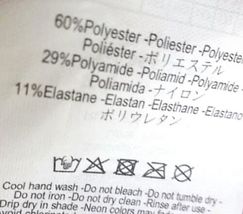 60%Polyester -Poliester -Polyester
Poliéster -ポリエステル
29%Polyamide -Poliamid -Polyamide -
Poliamida -ナイロン
11%Elastane -Elastan -Elasthane -Elastano
ポリウレタン
Cool hand wash -Do not bleach -Do not tumble dry -
Do not iron -Do not dry clean -Rinse after use -
Drip dry in shade -Neon colors may